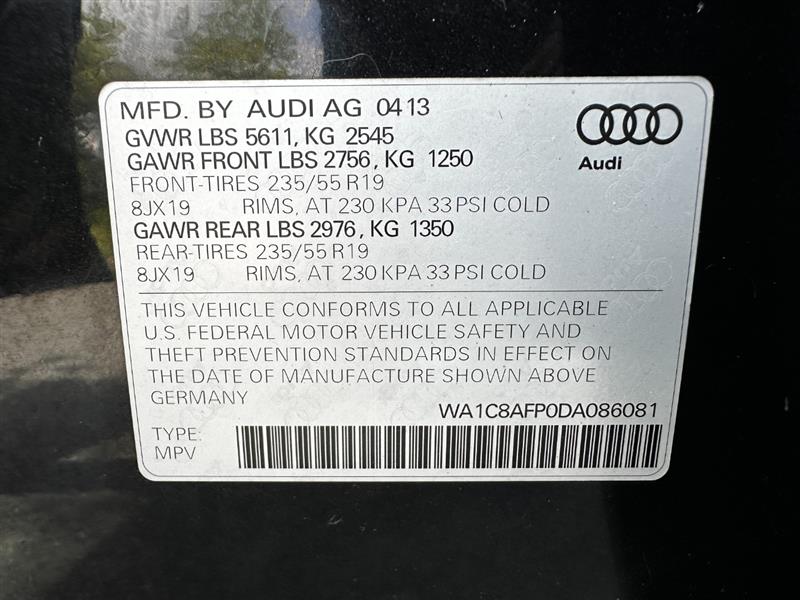 MFD. BY AUDI AG 04 13
GVWR LBS 5611, KG 2545
GAWR FRONT LBS 2756, KG 1250
FRONT-TIRES 235/55 R19
8JX19 RIMS, AT 230 KPA 33 PSI COLD
GAWR REAR LBS 2976, KG 1350
REAR-TIRES 235/55 R19
8JX19 RIMS, AT 230 KPA 33 PSI COLD
Audi
THIS VEHICLE CONFORMS TO ALL APPLICABLE
U.S. FEDERAL MOTOR VEHICLE SAFETY AND
THEFT PREVENTION STANDARDS IN EFFECT ON
THE DATE OF MANUFACTURE SHOWN ABOVE
GERMANY
WA1C8AFP0DA086081
TYPE:
MPV